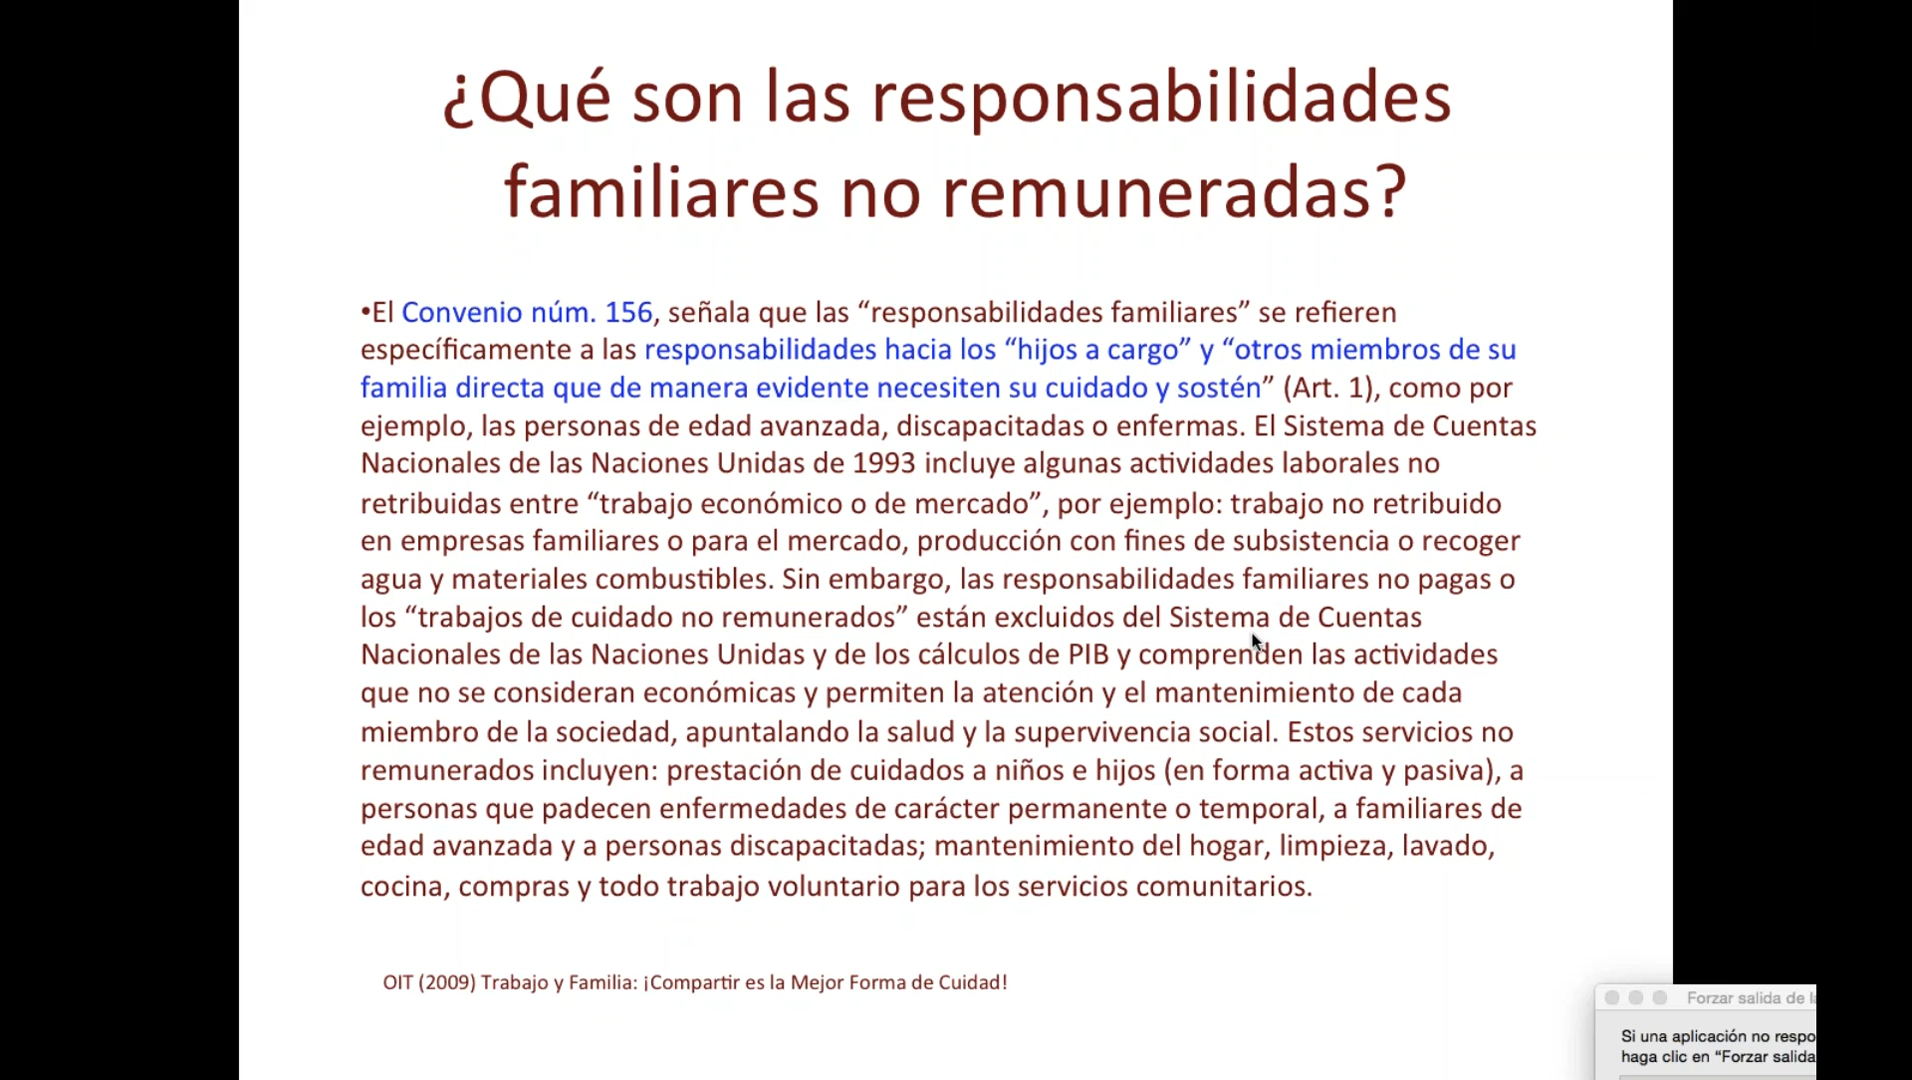 ¿Qué son las responsabilidades
familiares no remuneradas?
•El Convenio núm. 156, señala que las “responsabilidades familiares” se refieren
específicamente a las responsabilidades hacia los “hijos a cargo” y “otros miembros de su
familia directa que de manera evidente necesiten su cuidado y sostén” (Art. 1), como por
ejemplo, las personas de edad avanzada, discapacitadas o enfermas. El Sistema de Cuentas
Nacionales de las Naciones Unidas de 1993 incluye algunas actividades laborales no
retribuidas entre “trabajo económico o de mercado”, por ejemplo: trabajo no retribuido
en empresas familiares o para el mercado, producción con fines de subsistencia o recoger
agua y materiales combustibles. Sin embargo, las responsabilidades familiares no pagas o
los “trabajos de cuidado no remunerados” están excluidos del Sistema de Cuentas
Nacionales de las Naciones Unidas y de los cálculos de PIB y comprenden las actividades
que no se consideran económicas y permiten la atención y el mantenimiento de cada
miembro de la sociedad, apuntalando la salud y la supervivencia social. Estos servicios no
remunerados incluyen: prestación de cuidados a niños e hijos (en forma activa y pasiva), a
personas que padecen enfermedades de carácter permanente o temporal, a familiares de
edad avanzada y a personas discapacitadas; mantenimiento del hogar, limpieza, lavado,
cocina, compras y todo trabajo voluntario para los servicios comunitarios.
OIT (2009) Trabajo y Familia: ¡Compartir es la Mejor Forma de Cuidad!
Forzar salida de
Si una aplicación no respo
haga clic en “Forzar salida